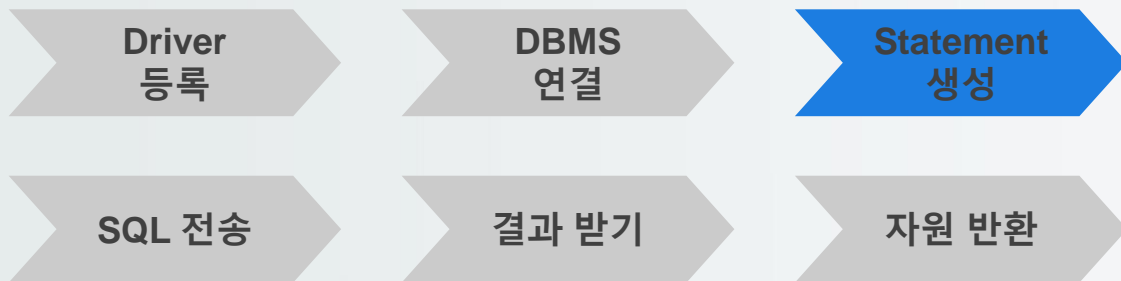 Driver
등록
DBMS
연결
Statement
생성
SQL 전송
결과 받기
자원 반환